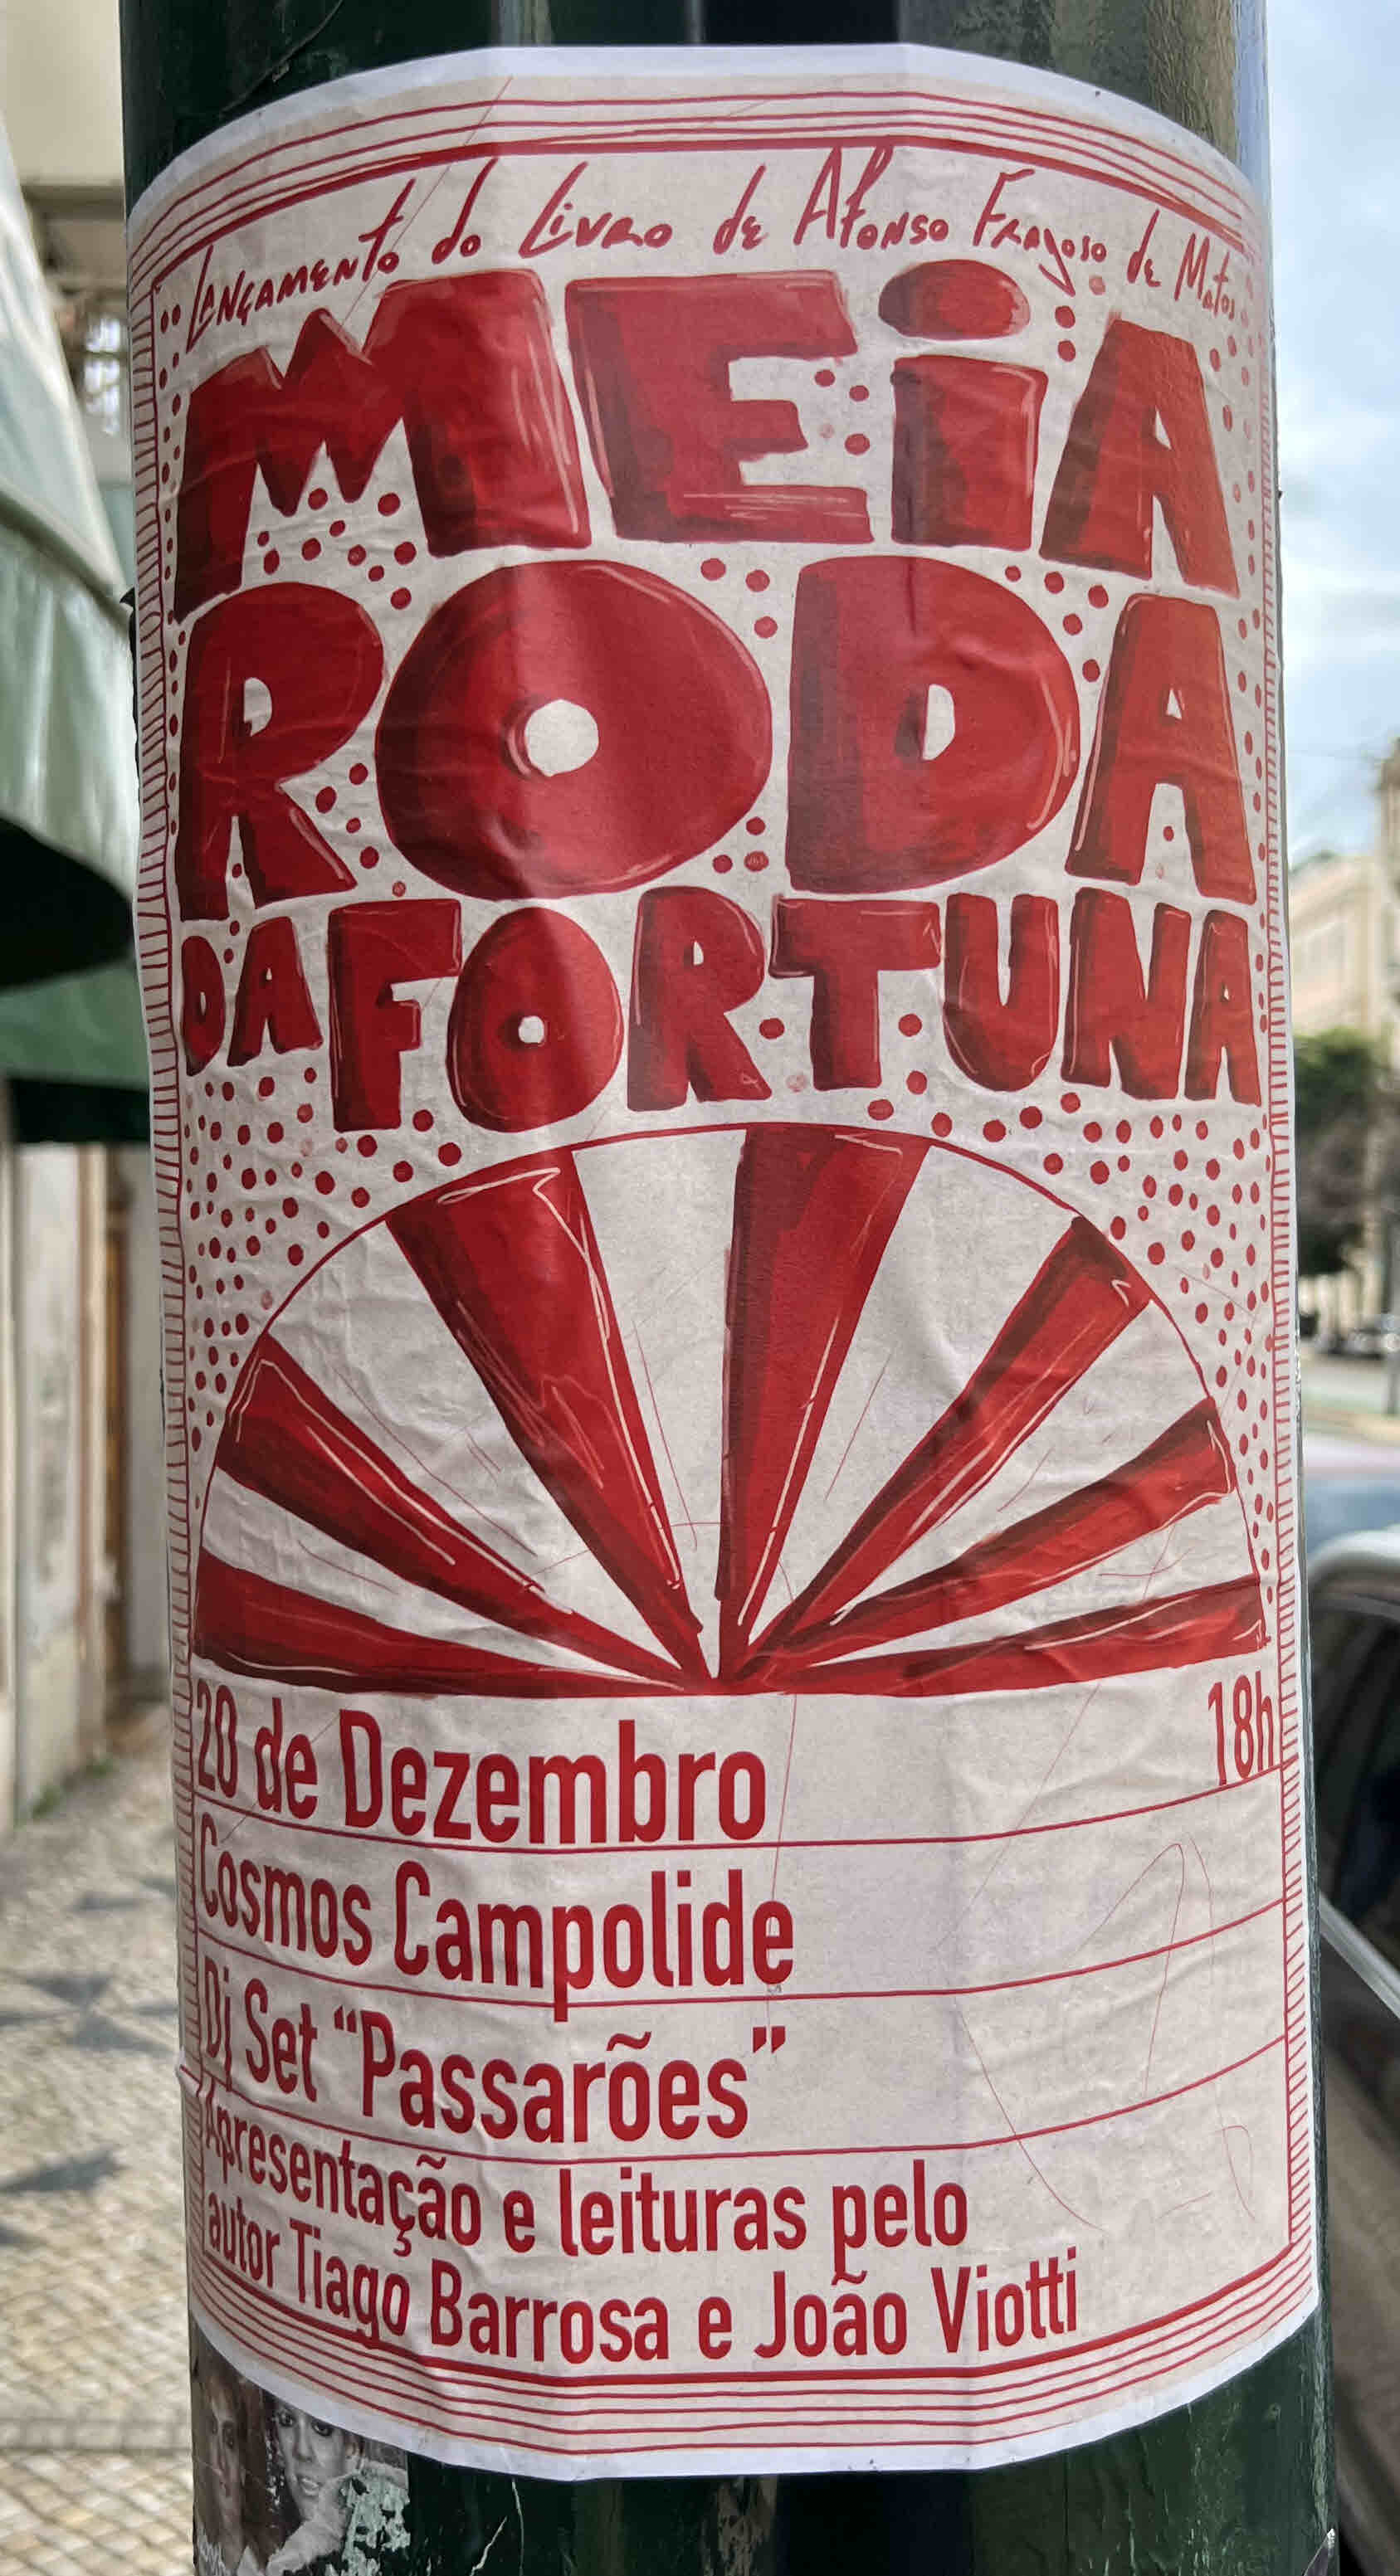 Lançamento do Livro de Afonso Fragoso de Matos
MEiA
RODA
DA FORTUNA
20 de Dezembro 18h
Cosmos Campolide
Dj Set “Passarões”
Apresentação e leituras pelo
autor Tiago Barrosa e João Viotti